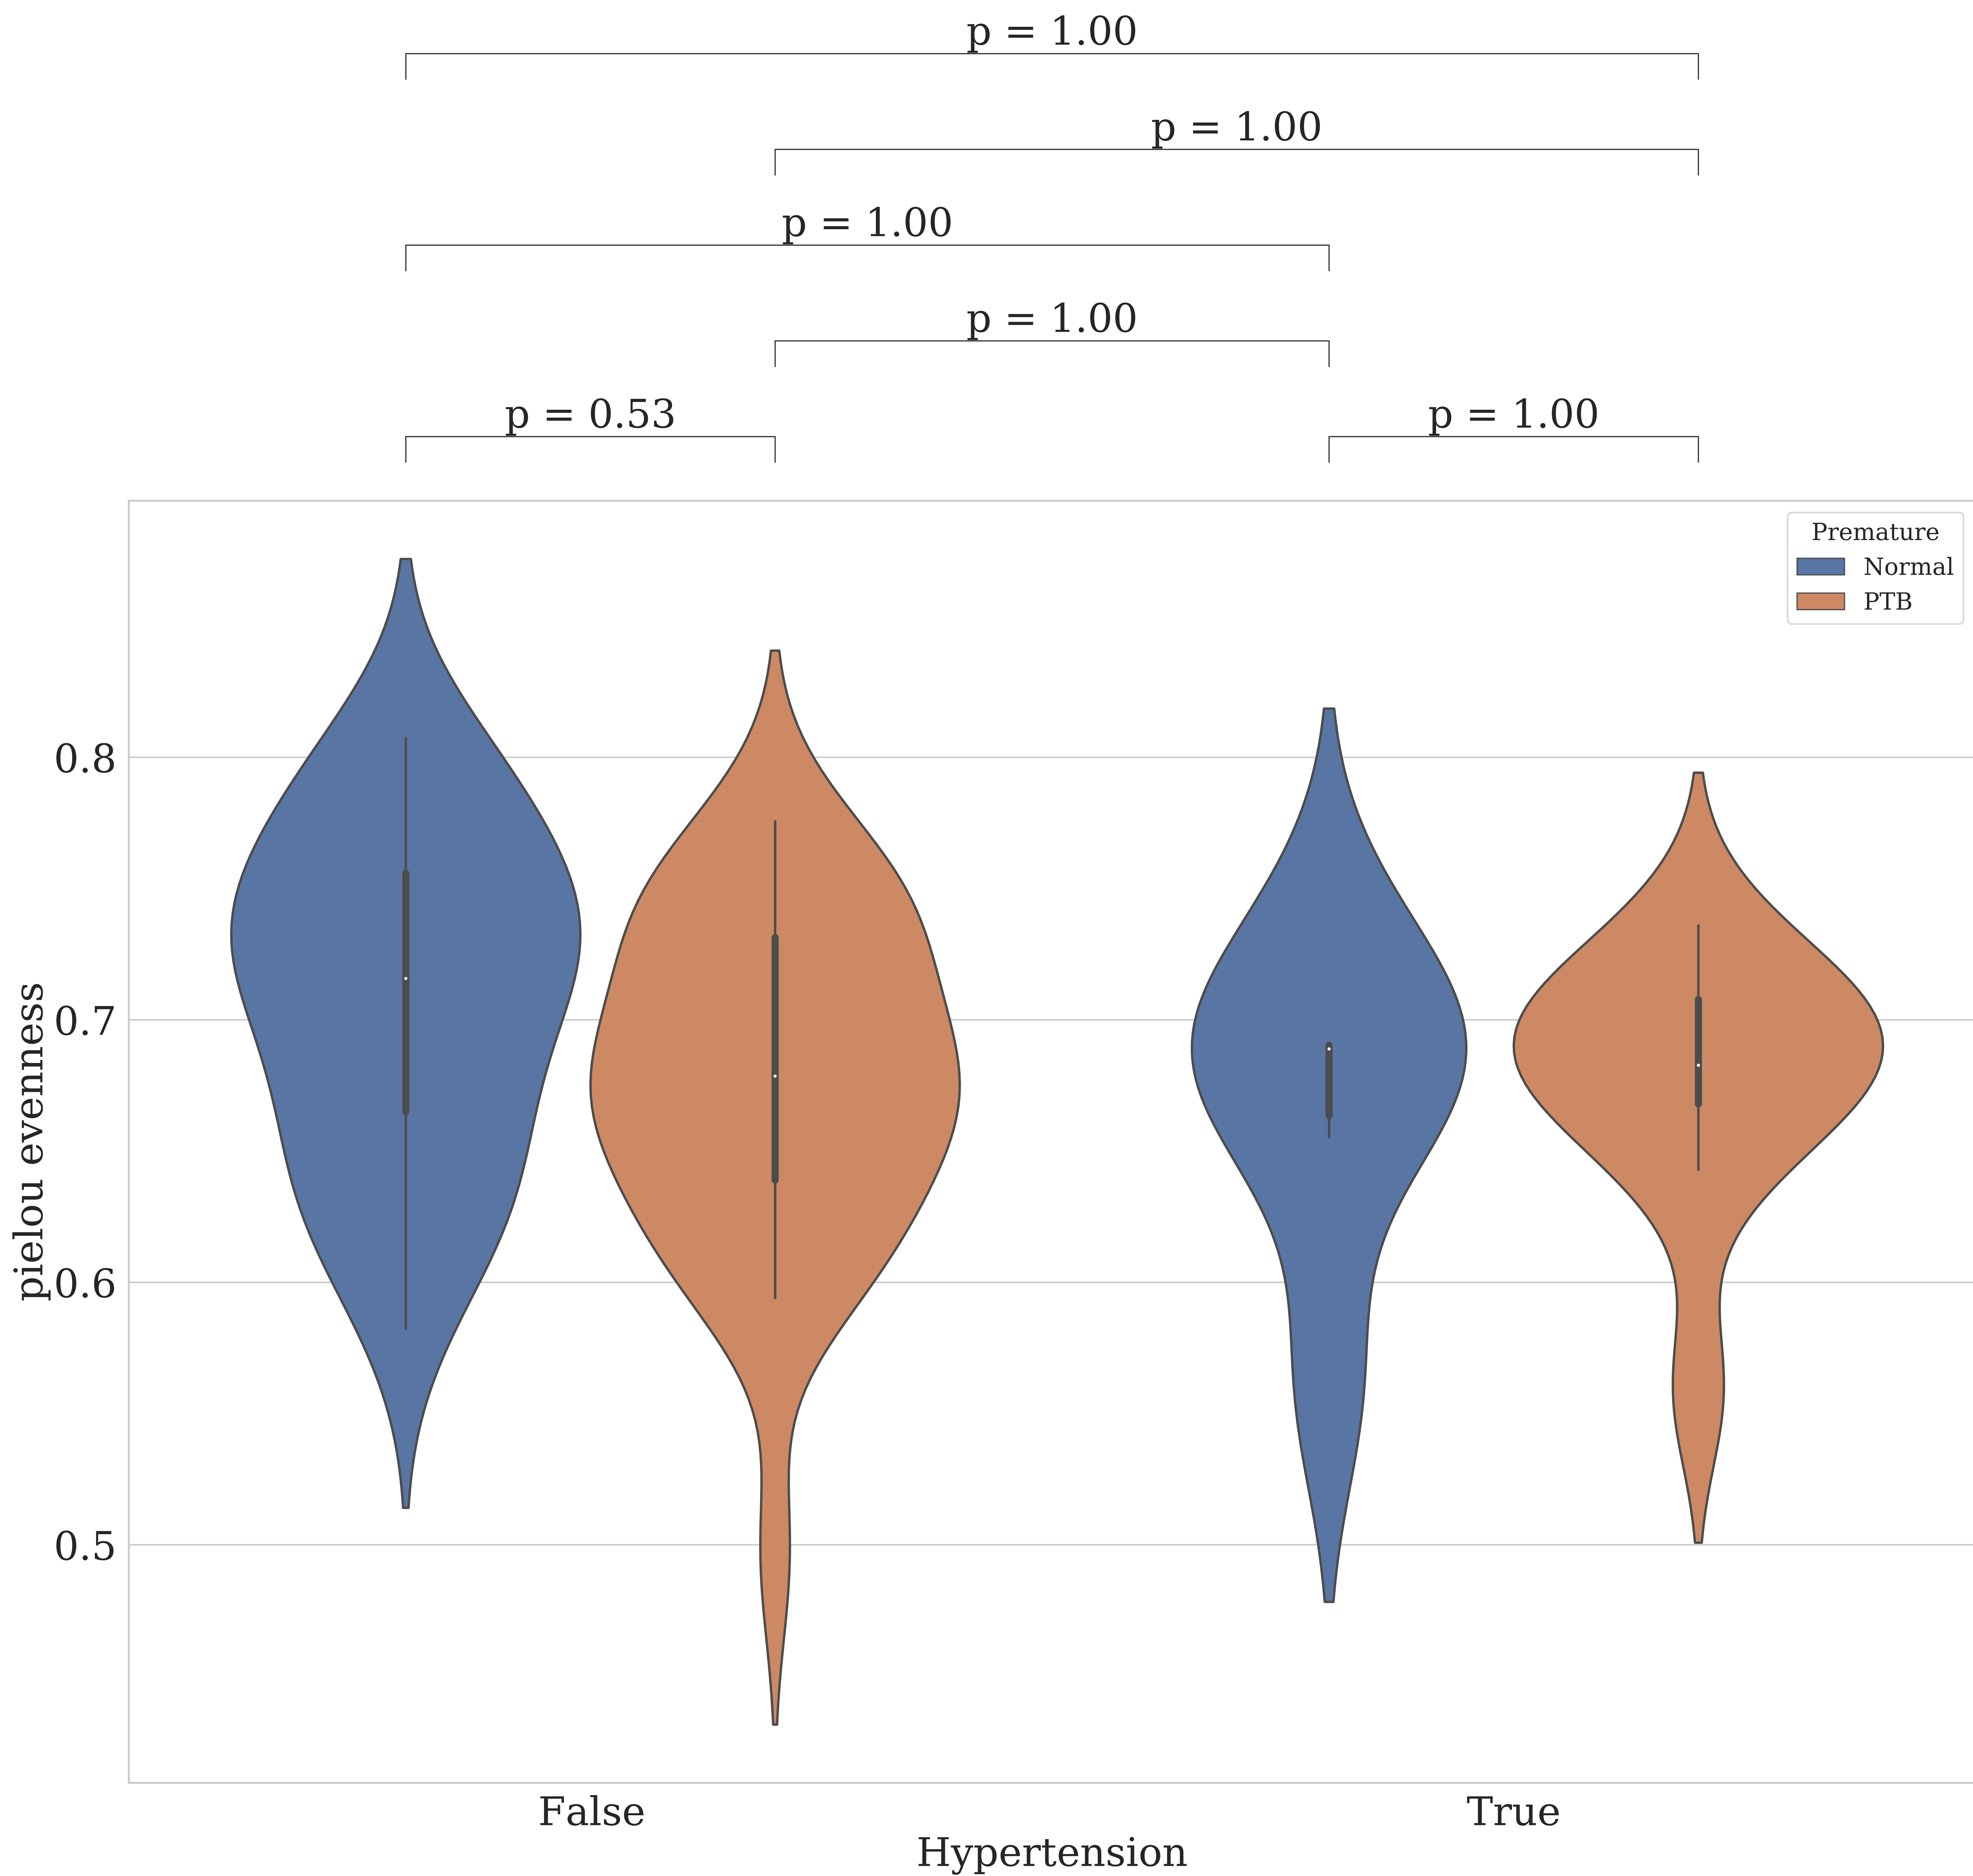 p = 1.00
p = 1.00
p = 1.00
p = 1.00
p = 0.53
p = 1.00
Premature
Normal
PTB
0.8
0.7
0.6
0.5
pielou evenness
False
True
Hypertension